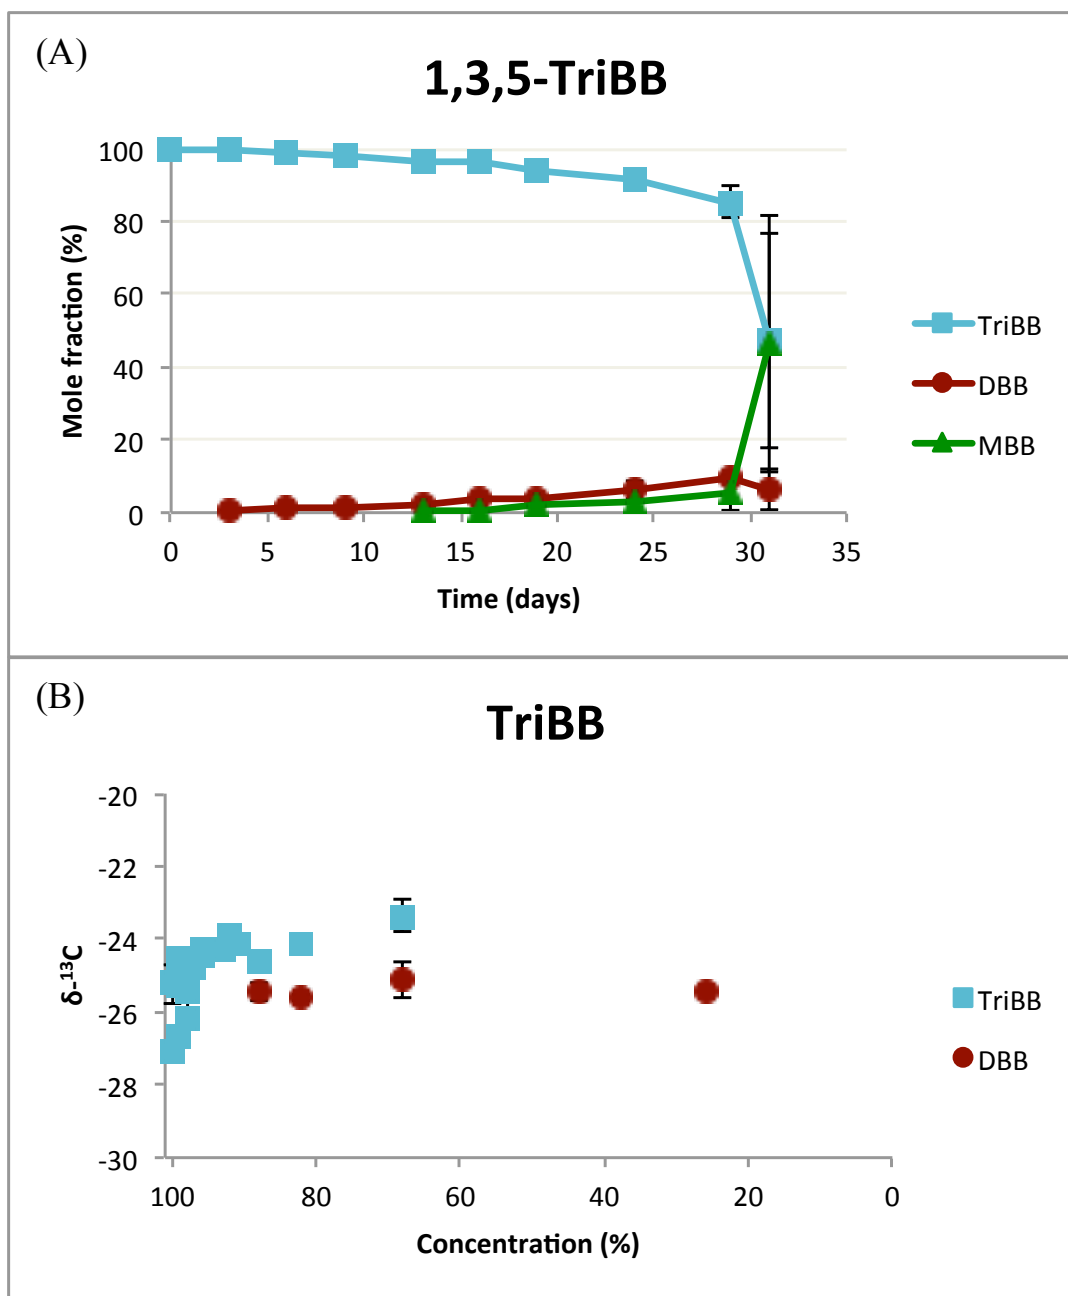 (A)
1,3,5-TriBB
100
80
60
40
20
0
Mole fraction (%)
0 5 10 15 20 25 30 35
Time (days)
TriBB
DBB
MBB
(B)
TriBB
-20
-22
-24
-26
-28
-30
δ-¹³C
100 80 60 40 20 0
Concentration (%)
TriBB
DBB